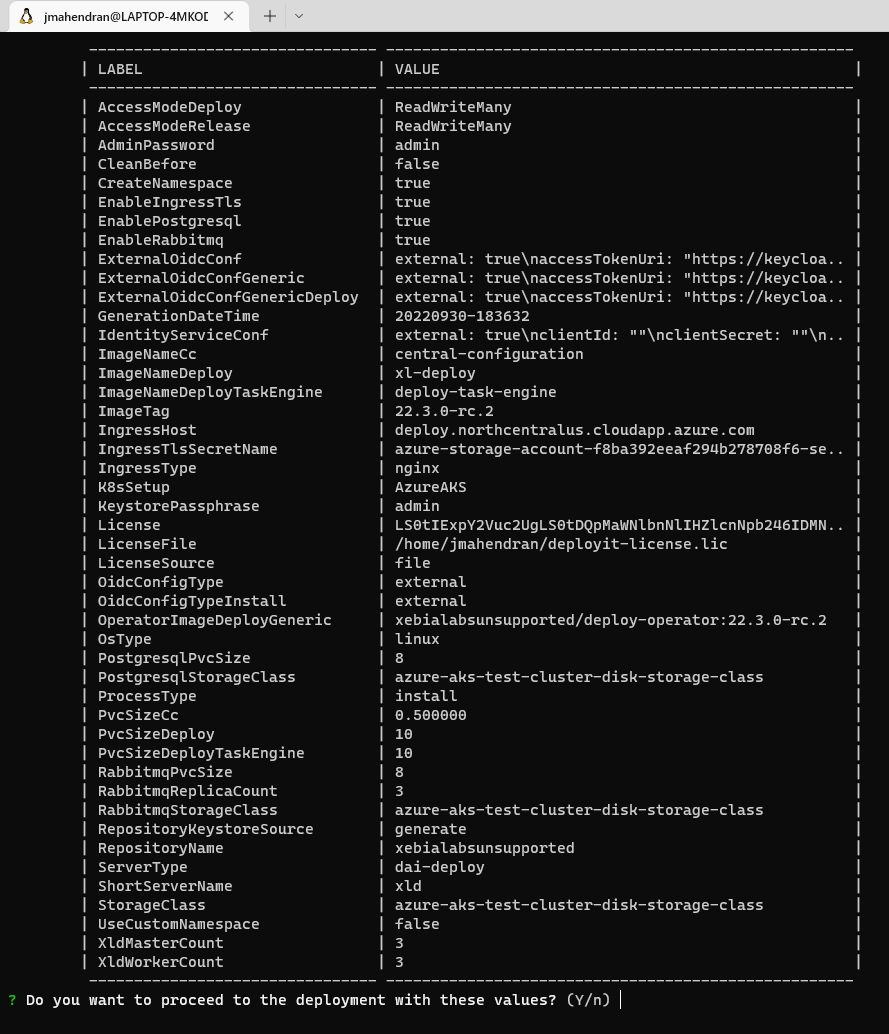 jmahendran@LAPTOP-4MKO
| LABEL | VALUE |
| AccessModeDeploy | ReadWriteMany |
| AccessModeRelease | ReadWriteMany |
| AdminPassword | admin |
| CleanBefore | false |
| CreateNamespace | true |
| EnableIngressTls | true |
| EnablePostgresql | true |
| EnableRabbitmq | true |
| ExternalOidcConf | external: true\naccessTokenUri: "https://keycloa.. |
| ExternalOidcConfGeneric | external: true\naccessTokenUri: "https://keycloa.. |
| ExternalOidcConfGenericDeploy | external: true\naccessTokenUri: "https://keycloa.. |
| GenerationDateTime | 20220930-183632 |
| IdentityServiceConf | external: true\nclientId: ""\nclientSecret: ""\n.. |
| ImageNameCc | central-configuration |
| ImageNameDeploy | xl-deploy |
| ImageNameDeployTaskEngine | deploy-task-engine |
| ImageTag | 22.3.0-rc.2 |
| IngressHost | deploy.northcentralus.cloudapp.azure.com |
| IngressTlsSecretName | azure-storage-account-f8ba392eeaf294b278708f6-se.. |
| IngressType | nginx |
| K8sSetup | AzureAKS |
| KeystorePassphrase | admin |
| License | LS0tIExpY2Vuc2UgLS0tDQpMaWNlbnNlIHZlcnNpb246IDMN.. |
| LicenseFile | /home/jmahendran/deployit-license.lic |
| LicenseSource | file |
| OidcConfigType | external |
| OidcConfigTypeInstall | external |
| OperatorImageDeployGeneric | xebialabsunsupported/deploy-operator:22.3.0-rc.2 |
| OsType | linux |
| PostgresqlPvcSize | 8 |
| PostgresqlStorageClass | azure-aks-test-cluster-disk-storage-class |
| ProcessType | install |
| PvcSizeCc | 0.500000 |
| PvcSizeDeploy | 10 |
| PvcSizeDeployTaskEngine | 10 |
| RabbitmqPvcSize | 8 |
| RabbitmqReplicaCount | 3 |
| RabbitmqStorageClass | azure-aks-test-cluster-disk-storage-class |
| RepositoryKeystoreSource | generate |
| RepositoryName | xebialabsunsupported |
| ServerType | dai-deploy |
| ShortServerName | xld |
| StorageClass | azure-aks-test-cluster-disk-storage-class |
| UseCustomNamespace | false |
| XldMasterCount | 3 |
| XldWorkerCount | 3 |
? Do you want to proceed to the deployment with these values? (Y/n)